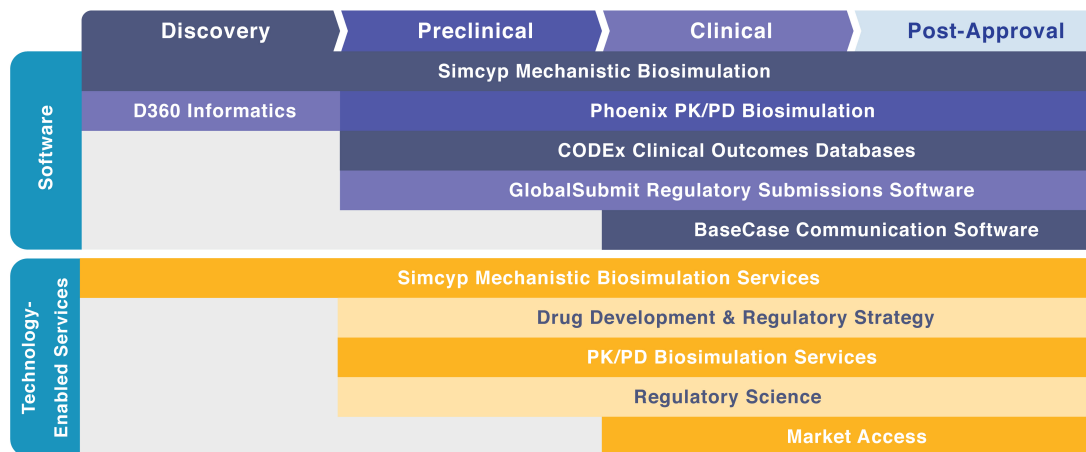 Discovery
Preclinical
Clinical
Post-Approval
Software
Simcyp Mechanistic Biosimulation
D360 Informatics
Phoenix PK/PD Biosimulation
CODEx Clinical Outcomes Databases
GlobalSubmit Regulatory Submissions Software
BaseCase Communication Software
Technology-
Enabled Services
Simcyp Mechanistic Biosimulation Services
Drug Development & Regulatory Strategy
PK/PD Biosimulation Services
Regulatory Science
Market Access